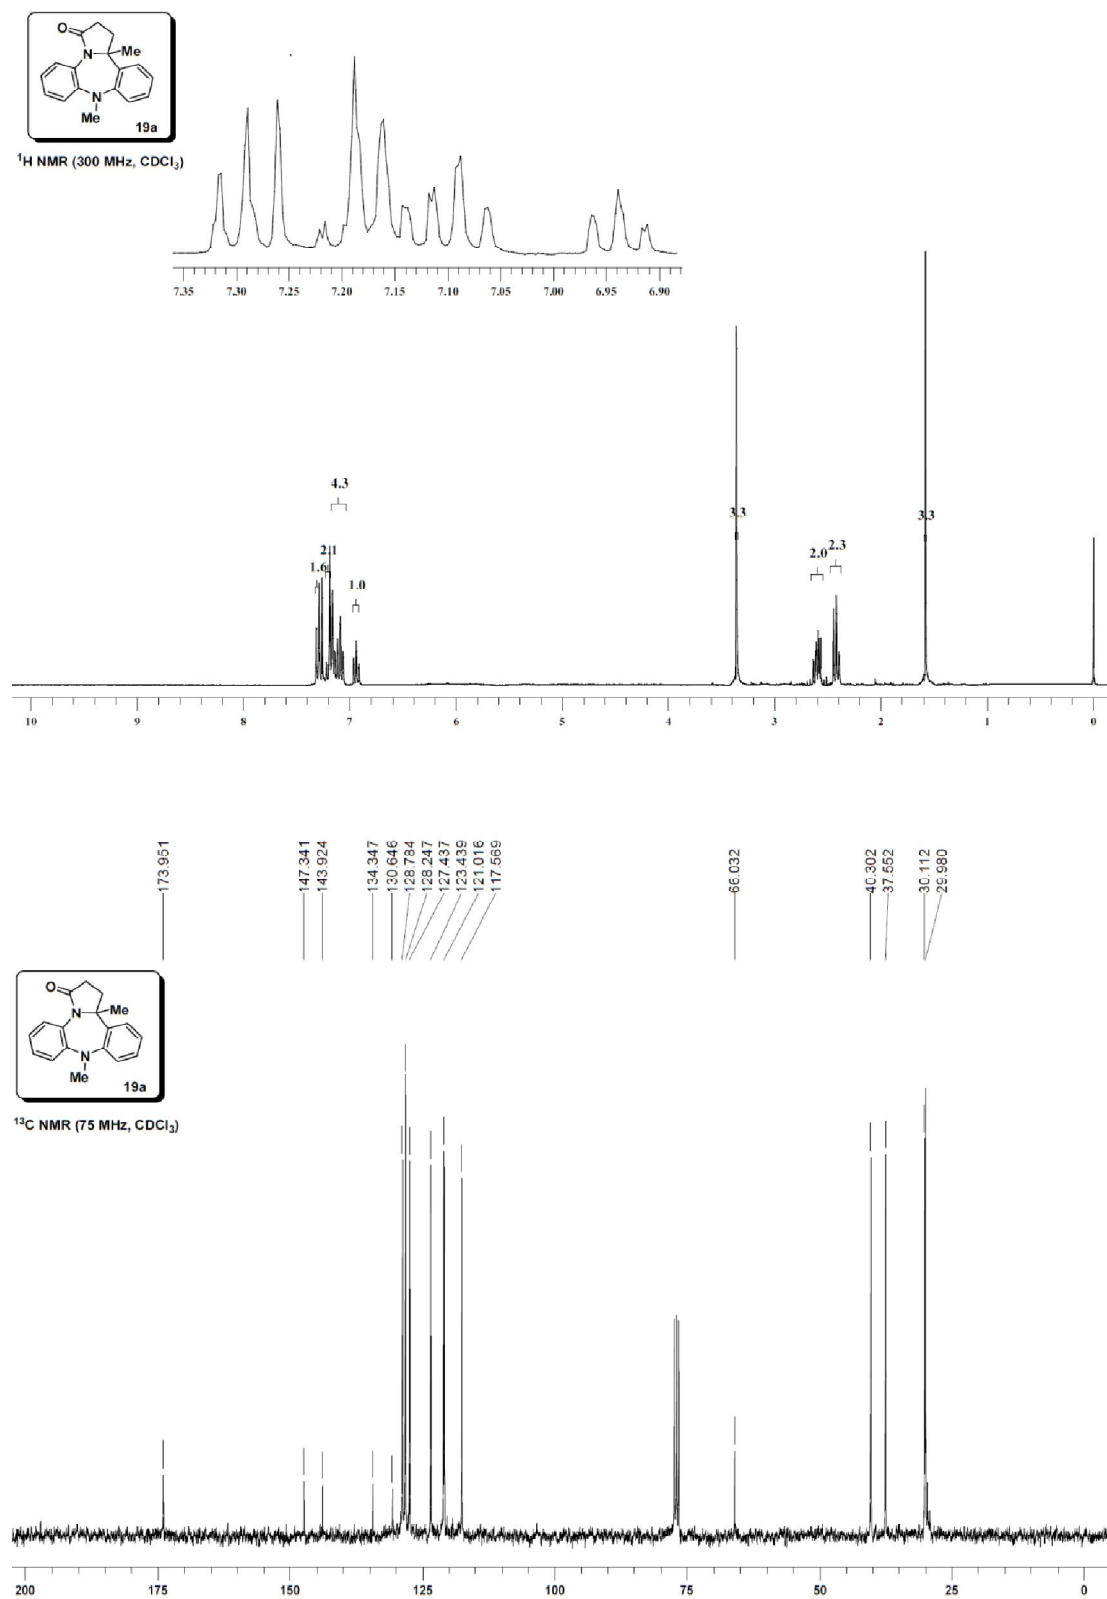 O
N
Me
N
Me
19a
1H NMR (300 MHz, CDCl3)
7.35 7.30 7.25 7.20 7.15 7.10 7.05 7.00 6.95 6.90
4.3
1.6 2.1 1.0
3.3
2.0 2.3
3.3
10 9 8 7 6 5 4 3 2 1 0
173.951
147.341
143.924
134.347
130.646
128.784
128.247
127.437
123.439
121.016
117.569
66.032
40.302
37.552
30.112
29.980
O
N
Me
N
Me
19a
13C NMR (75 MHz, CDCl3)
200 175 150 125 100 75 50 25 0